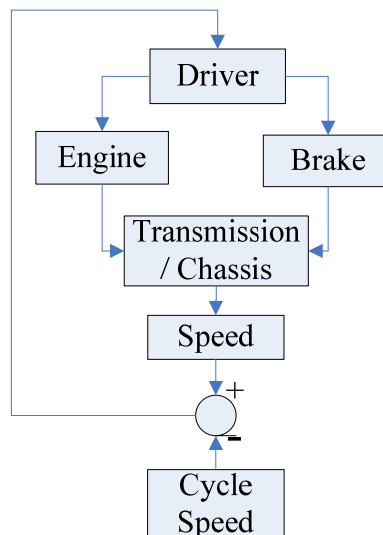 Driver
Engine
Brake
Transmission
/ Chassis
Speed
+
-
Cycle
Speed